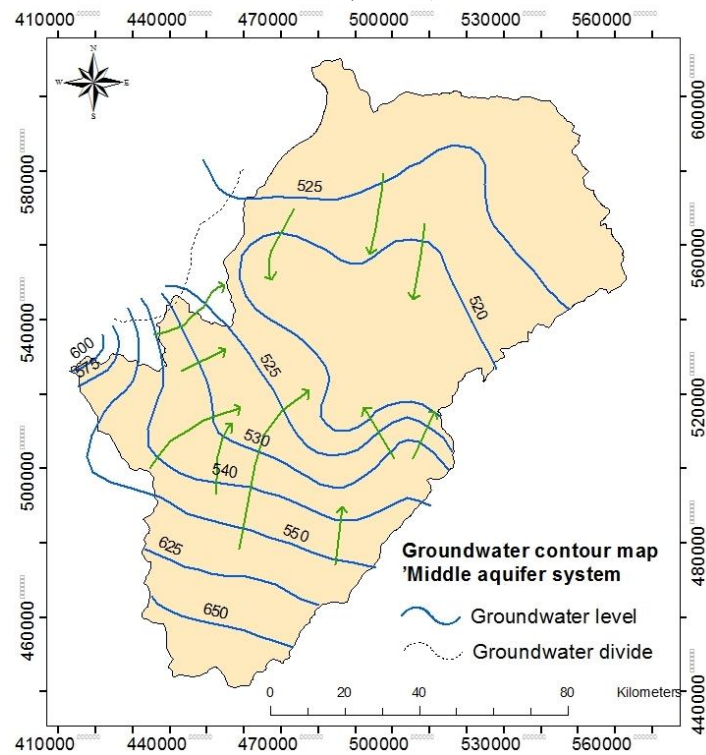 410000 440000 470000 500000 530000 560000
N
W E
S
600000
580000
525
560000
540000
520
600
575
525
520000
530
540
500000
550
625
480000
Groundwater contour map
'Middle aquifer system
Groundwater level
650
460000
Groundwater divide
0 20 40 80 Kilometers
440000
410000 440000 470000 500000 530000 560000